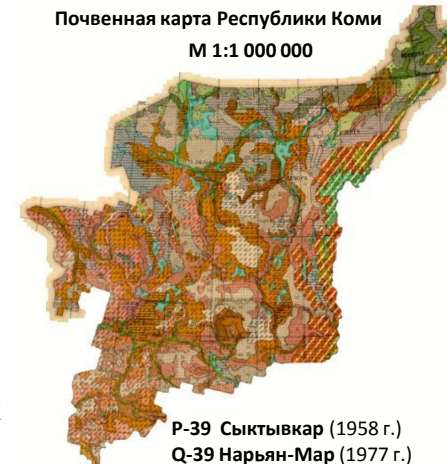 Почвенная карта Республики Коми
М 1:1 000 000
P-39 Сыктывкар (1958 г.)
Q-39 Нарьян-Мар (1977 г.)